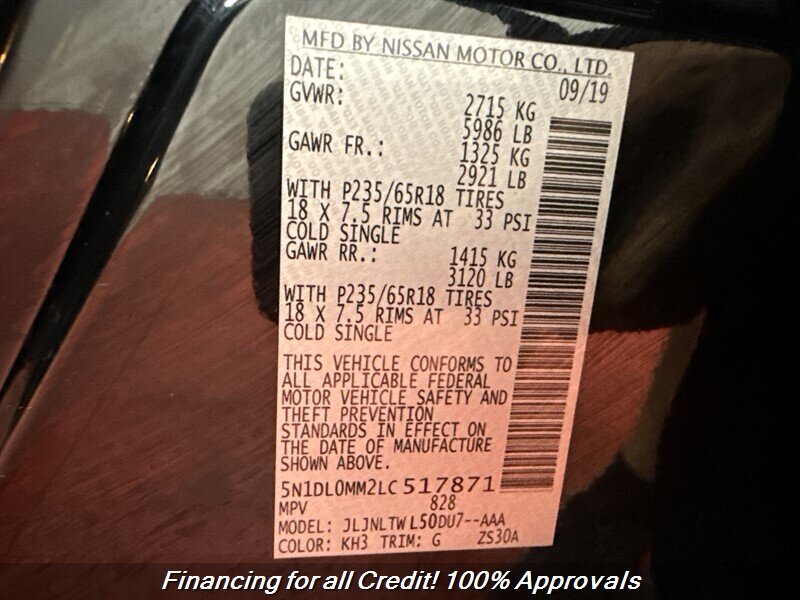 MFD BY NISSAN MOTOR CO., LTD.
DATE: 09/19
GVWR: 2715 KG
5986 LB
GAWR FR.: 1325 KG
2921 LB
WITH P235/65R18 TIRES
18 X 7.5 RIMS AT 33 PSI
COLD SINGLE
GAWR RR.: 1415 KG
3120 LB
WITH P235/65R18 TIRES
18 X 7.5 RIMS AT 33 PSI
COLD SINGLE
THIS VEHICLE CONFORMS TO
ALL APPLICABLE FEDERAL
MOTOR VEHICLE SAFETY AND
THEFT PREVENTION
STANDARDS IN EFFECT ON
THE DATE OF MANUFACTURE
SHOWN ABOVE.
5N1DL0MM2LC517871
MPV 828
MODEL: JLJNLTWL50DU7--AAA
COLOR: KH3 TRIM: G ZS30A
Financing for all Credit! 100% Approvals